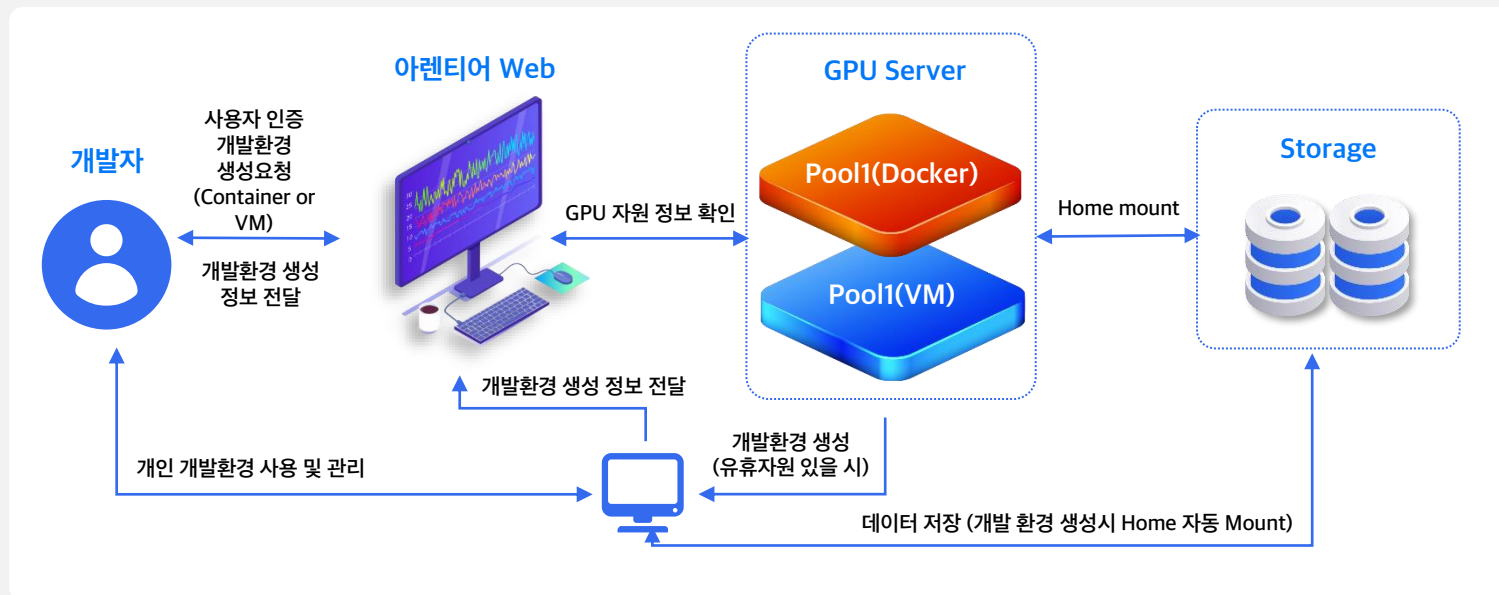 개발자
사용자 인증
개발환경
생성요청
(Container or
VM)
개발환경 생성
정보 전달
아렌티어 Web
GPU 자원 정보 확인
GPU Server
Pool1(Docker)
Pool1(VM)
Home mount
Storage
개발환경 생성 정보 전달
개발환경 생성
(유휴자원 있을 시)
개인 개발환경 사용 및 관리
데이터 저장 (개발 환경 생성시 Home 자동 Mount)